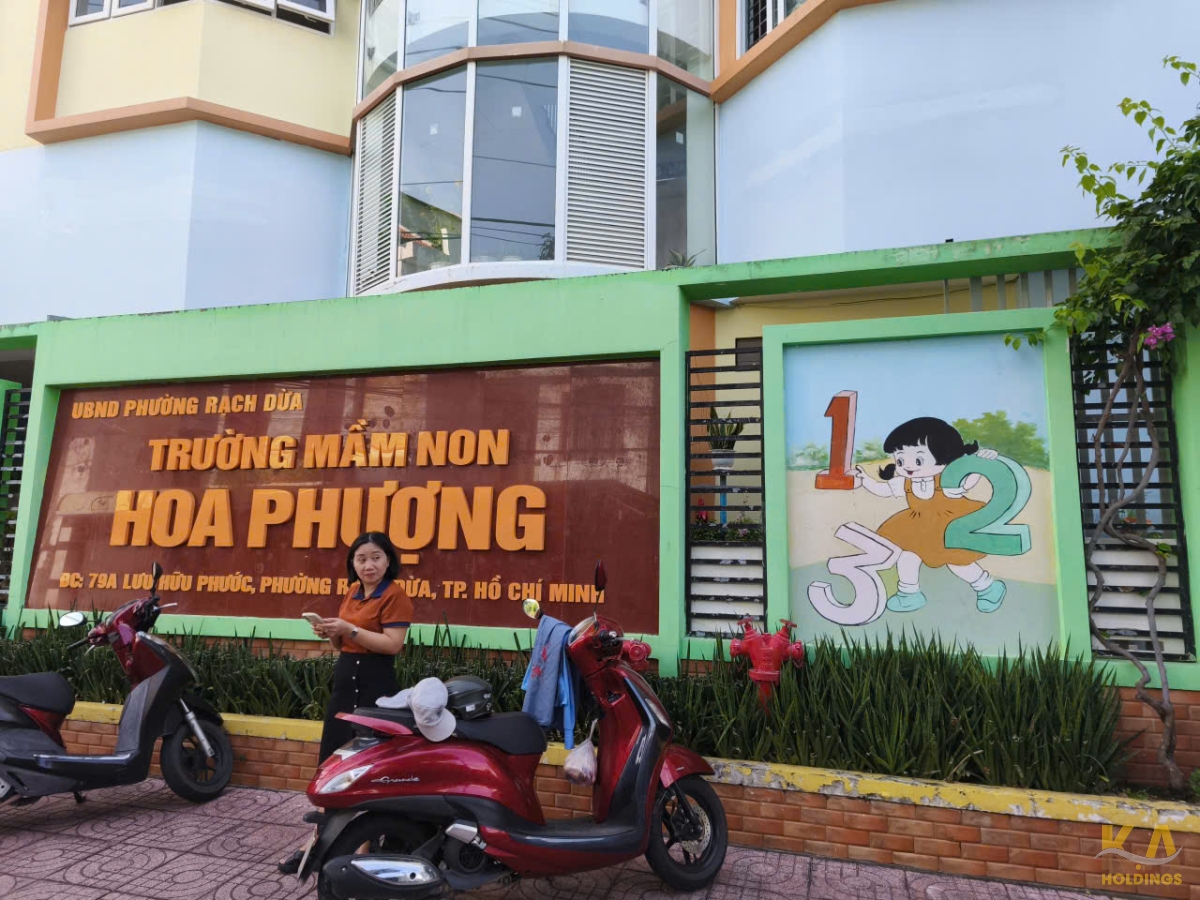 UBND PHƯỜNG RẠCH DỪA
TRƯỜNG MẦM NON
HOA PHƯỢNG
ĐC: 79A LƯU HỮU PHƯỚC, PHƯỜNG DỪA, TP. HỒ CHÍ MINH
1
2
3
Grande
KA
HOLDINGS